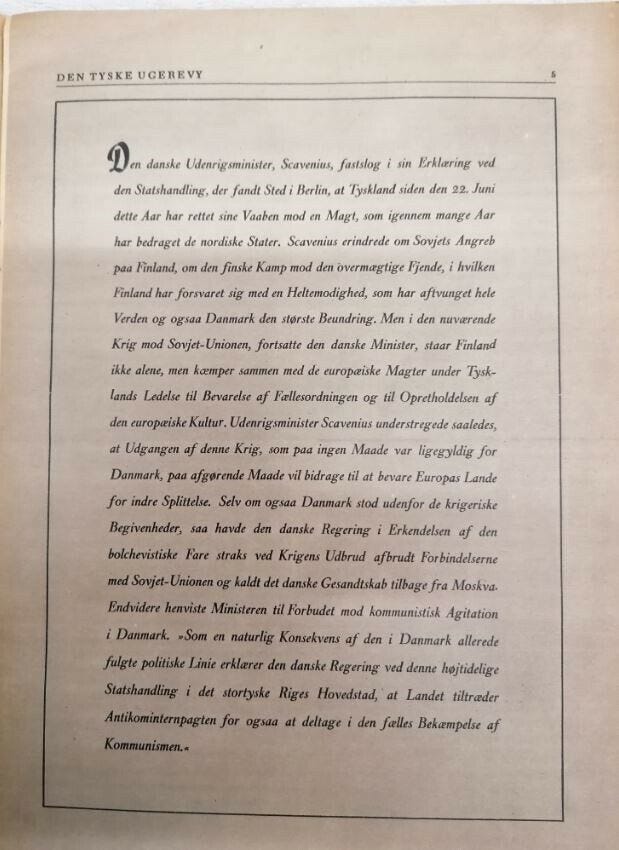 DEN TYSKE UGEREVY 5
Den danske Udenrigsminister, Scavenius, fastslog i sin Erklæring ved
den Statshandling, der fandt Sted i Berlin, at Tyskland siden den 22. Juni
dette Aar har rettet sine Vaaben mod en Magt, som igennem mange Aar
har bedraget de nordiske Stater. Scavenius erindrede om Sovjets Angreb
paa Finland, om den finske Kamp mod den overmægtige Fjende, i hvilken
Finland har forsvaret sig med en Heltemodighed, som har aftvunget hele
Verden og ogsaa Danmark den største Beundring. Men i den nuværende
Krig mod Sovjet-Unionen, fortsatte den danske Minister, staar Finland
ikke alene, men kæmper sammen med de europæiske Magter under Tysk-
lands Ledelse til Bevarelse af Fællesordningen og til Opretholdelsen af
den europæiske Kultur. Udenrigsminister Scavenius understregede saaledes,
at Udgangen af denne Krig, som paa ingen Maade var ligegyldig for
Danmark, paa afgørende Maade vil bidrage til at bevare Europas Lande
for indre Splittelse. Selv om ogsaa Danmark stod udenfor de krigeriske
Begivenheder, saa havde den danske Regering i Erkendelsen af den
bolchevistiske Fare straks ved Krigens Udbrud afbrudt Forbindelserne
med Sovjet-Unionen og kaldt det danske Gesandtskab tilbage fra Moskva.
Endvidere henviste Ministeren til Forbudet mod kommunistisk Agitation
i Danmark. »Som en naturlig Konsekvens af den i Danmark allerede
fulgte politiske Linie erklærer den danske Regering ved denne højtidelige
Statshandling i det stortyske Riges Hovedstad, at Landet tiltræder
Antikominternpagten for ogsaa at deltage i den fælles Bekæmpelse af
Kommunismen.«